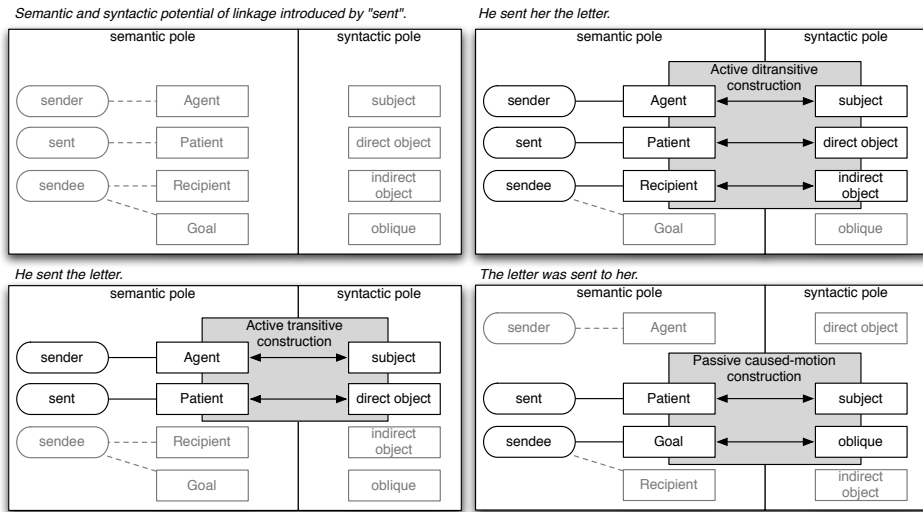 Semantic and syntactic potential of linkage introduced by "sent".
semantic pole
syntactic pole
sender
Agent
subject
sent
Patient
direct object
sendee
Recipient
indirect
object
Goal
oblique
He sent her the letter.
semantic pole
syntactic pole
Active ditransitive
construction
sender
Agent
subject
sent
Patient
direct object
sendee
Recipient
indirect
object
Goal
oblique
He sent the letter.
semantic pole
syntactic pole
Active transitive
construction
sender
Agent
subject
sent
Patient
direct object
sendee
Recipient
indirect
object
Goal
oblique
The letter was sent to her.
semantic pole
syntactic pole
sender
Agent
direct object
Passive caused-motion
construction
sent
Patient
subject
sendee
Goal
oblique
Recipient
indirect
object